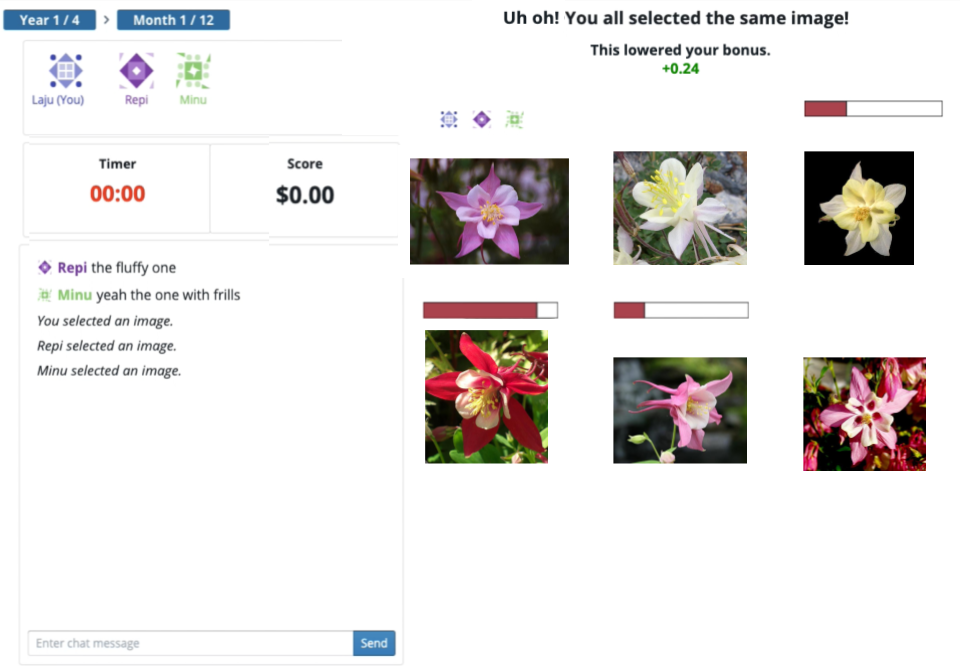 Year 1 / 4 > Month 1 / 12
Laju (You) Repi Minu
Timer Score
00:00 $0.00
Repi the fluffy one
Minu yeah the one with frills
You selected an image.
Repi selected an image.
Minu selected an image.
Enter chat message Send
Uh oh! You all selected the same image!
This lowered your bonus.
+0.24